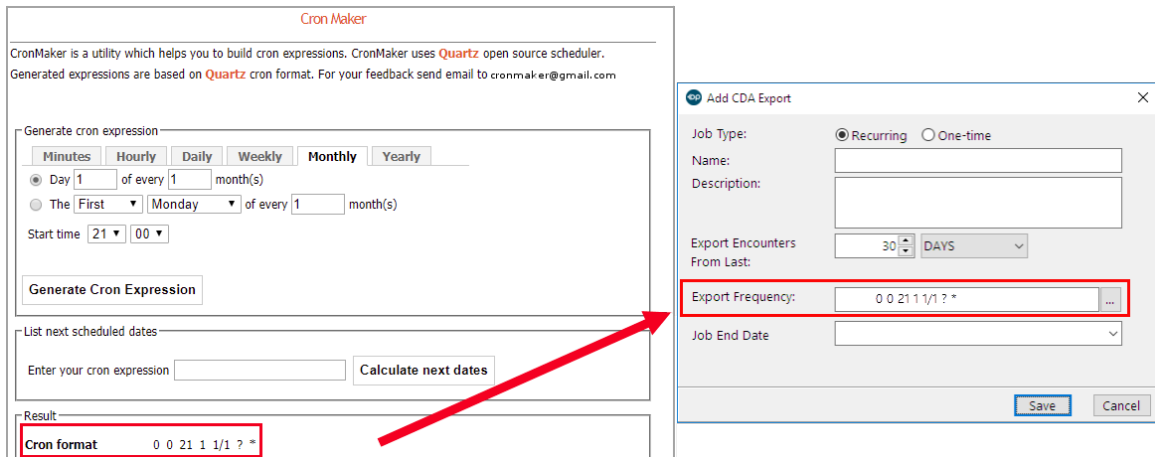 Cron Maker
CronMaker is a utility which helps you to build cron expressions. CronMaker uses Quartz open source scheduler.
Generated expressions are based on Quartz cron format. For your feedback send email to cronmaker@gmail.com
Generate cron expression
Minutes Hourly Daily Weekly Monthly Yearly
Day 1 of every 1 month(s)
The First Monday of every 1 month(s)
Start time 21 00
Generate Cron Expression
List next scheduled dates
Enter your cron expression Calculate next dates
Result
Cron format 0 0 21 1 1/1 ? *
op Add CDA Export
Job Type: Recurring One-time
Name:
Description:
Export Encounters
From Last: 30 DAYS
Export Frequency: 0 0 21 1 1/1 ? * ...
Job End Date
Save Cancel